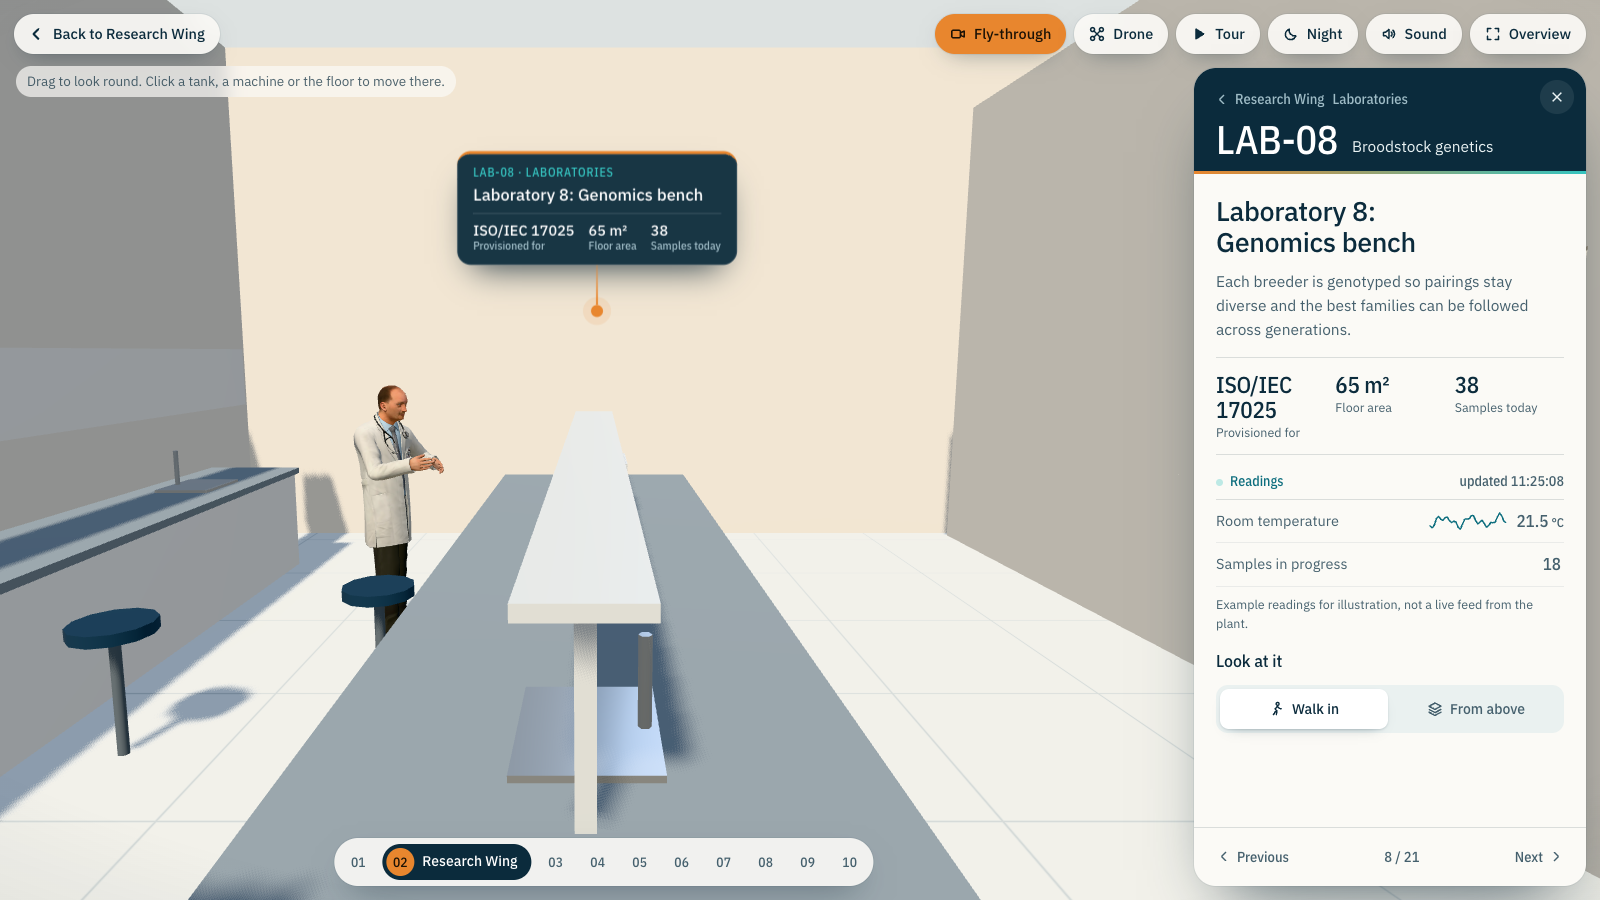 Back to Research Wing
Fly-through
Drone
Tour
Night
Sound
Overview
Drag to look round. Click a tank, a machine or the floor to move there.
LAB-08 · LABORATORIES
Laboratory 8: Genomics bench
ISO/IEC 17025 65 m² 38
Provisioned for Floor area Samples today
Research Wing Laboratories
LAB-08 Broodstock genetics
Laboratory 8:
Genomics bench
Each breeder is genotyped so pairings stay
diverse and the best families can be followed
across generations.
ISO/IEC
17025
Provisioned for
65 m²
Floor area
38
Samples today
Readings updated 11:25:08
Room temperature 21.5 °C
Samples in progress 18
Example readings for illustration, not a live feed from the
plant.
Look at it
Walk in
From above
Previous 8 / 21 Next
01 02 Research Wing 03 04 05 06 07 08 09 10